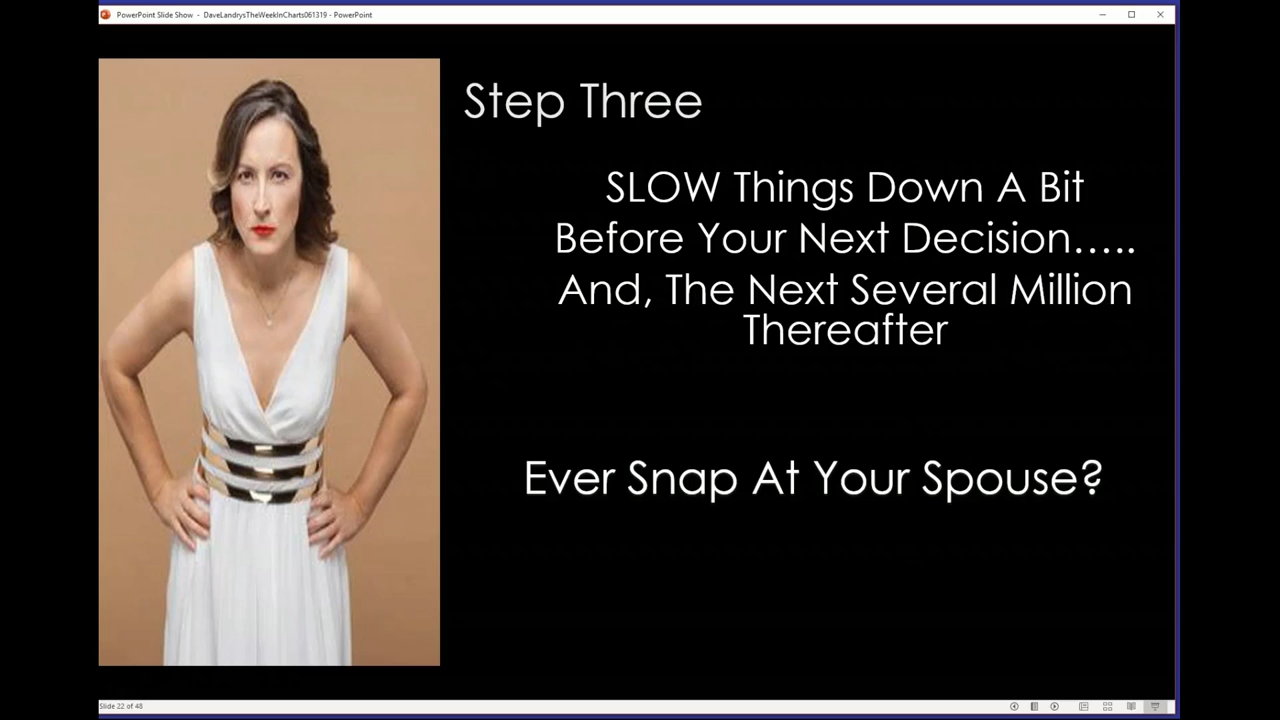 PowerPoint Slide Show - DaveLandrysTheWeekInCharts061319 - PowerPoint
Step Three
SLOW Things Down A Bit
Before Your Next Decision.....
And, The Next Several Million
Thereafter
Ever Snap At Your Spouse?
Slide 22 of 48